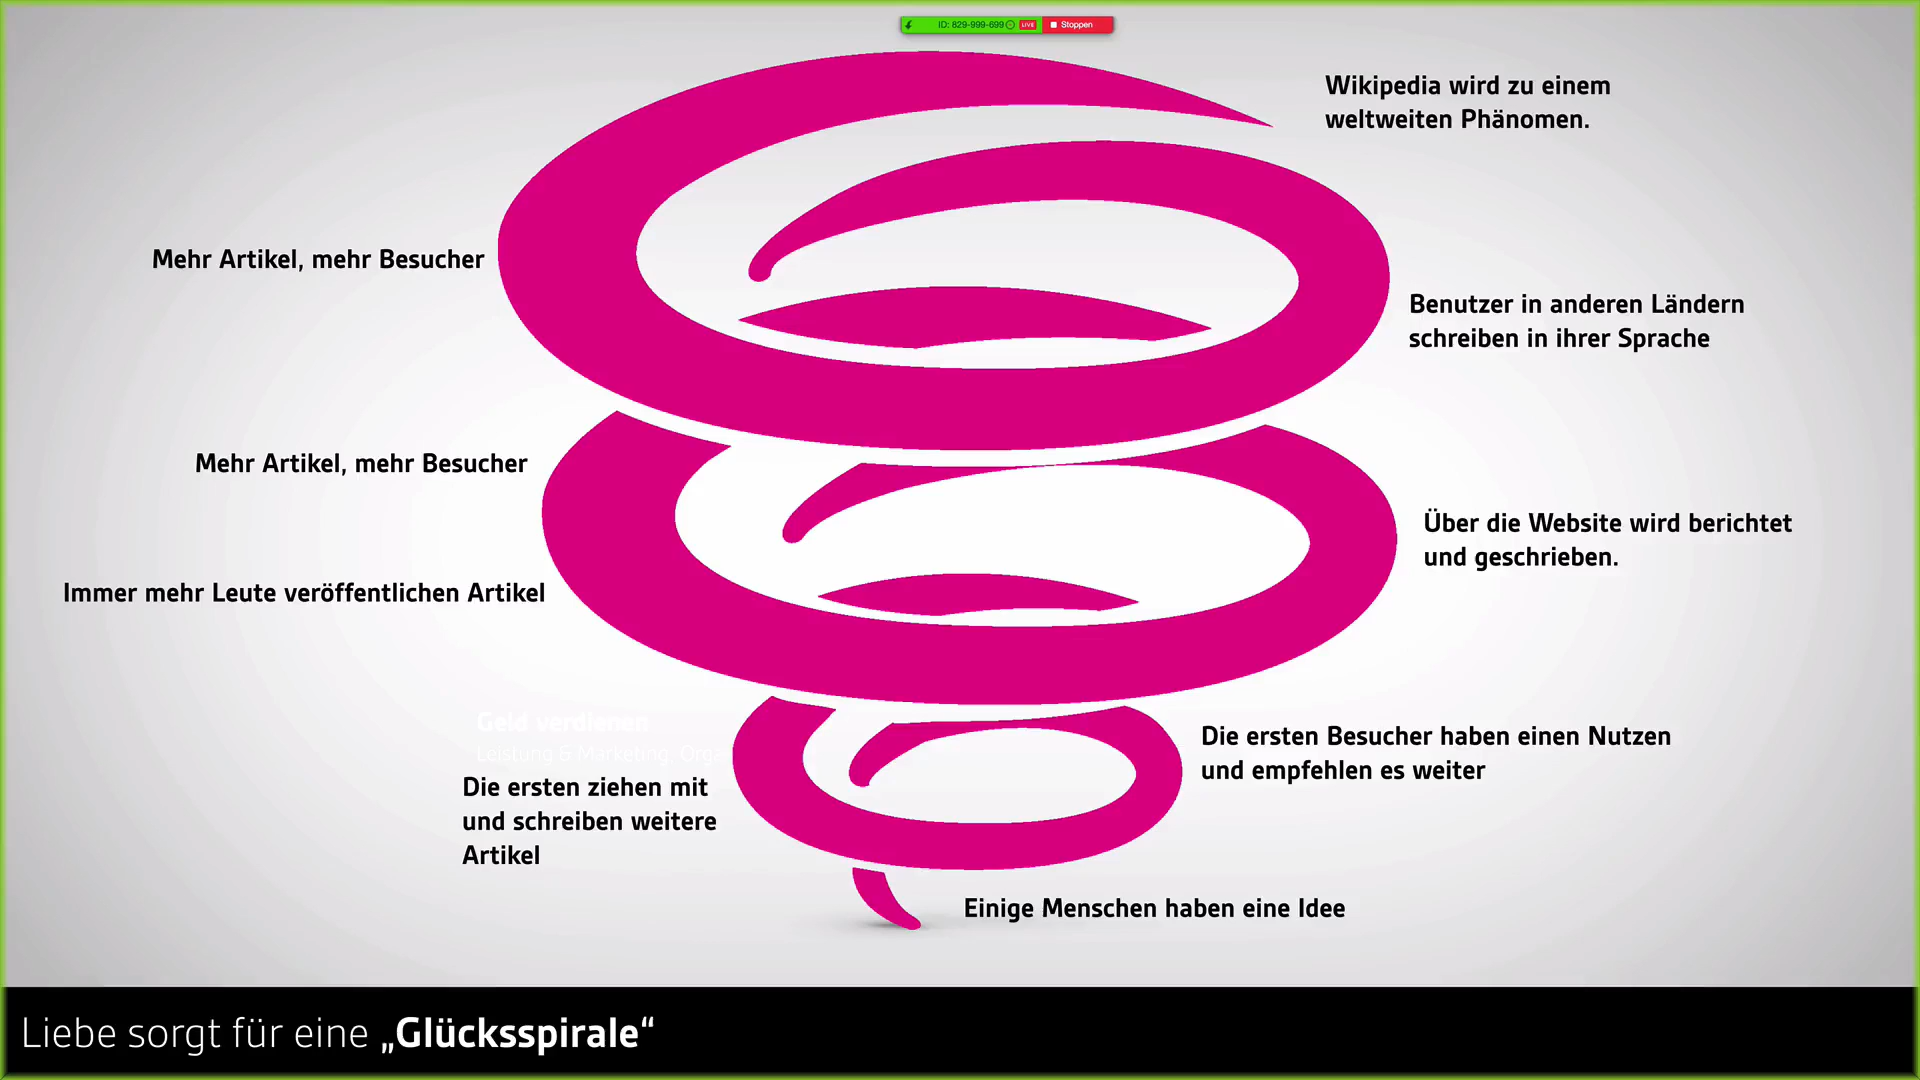 ID: 829-999-699 LIVE Stoppen
Wikipedia wird zu einem
weltweiten Phänomen.
Mehr Artikel, mehr Besucher
Benutzer in anderen Ländern
schreiben in ihrer Sprache
Mehr Artikel, mehr Besucher
Über die Website wird berichtet
und geschrieben.
Immer mehr Leute veröffentlichen Artikel
Geld verdienen
Leistung & Marketing,
Die ersten Besucher haben einen Nutzen
und empfehlen es weiter
Die ersten ziehen mit
und schreiben weitere
Artikel
Einige Menschen haben eine Idee
Liebe sorgt für eine „Glücksspirale“